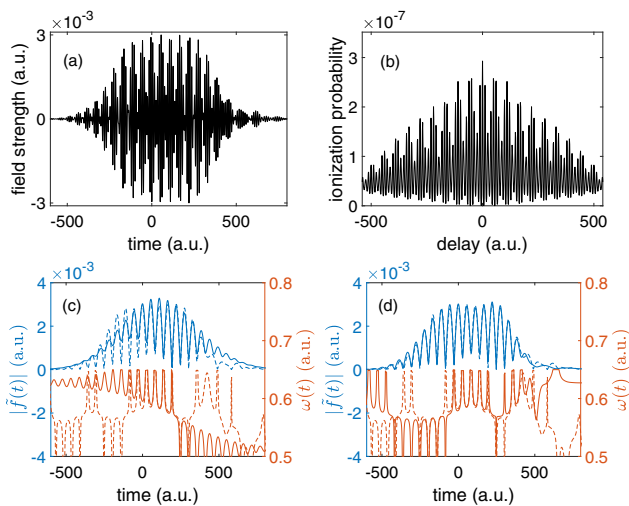 ×10⁻³
3
0
-3
-500
0
500
time (a.u.)
field strength (a.u.)
(a)
×10⁻⁷
3
2
1
0
-500
0
500
delay (a.u.)
ionization probability
(b)
×10⁻³
4
2
0
-2
-4
0.8
0.7
0.6
0.5
-500
0
500
time (a.u.)
|f̃(t)| (a.u.)
ω(t) (a.u.)
(c)
×10⁻³
4
2
0
-2
-4
0.8
0.7
0.6
0.5
-500
0
500
time (a.u.)
|f̃(t)| (a.u.)
ω(t) (a.u.)
(d)